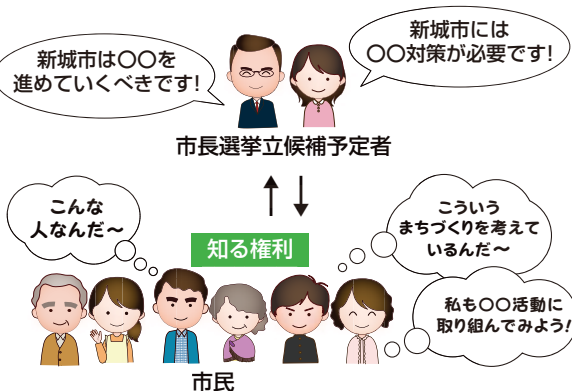 新城市は〇〇を
進めていくべきです!
新城市には
〇〇対策が必要です!
市長選挙立候補予定者
こんな
人なんだ～
知る権利
こういう
まちづくりを考えて
いるんだ～
私も〇〇活動に
取り組んでみよう!
市民